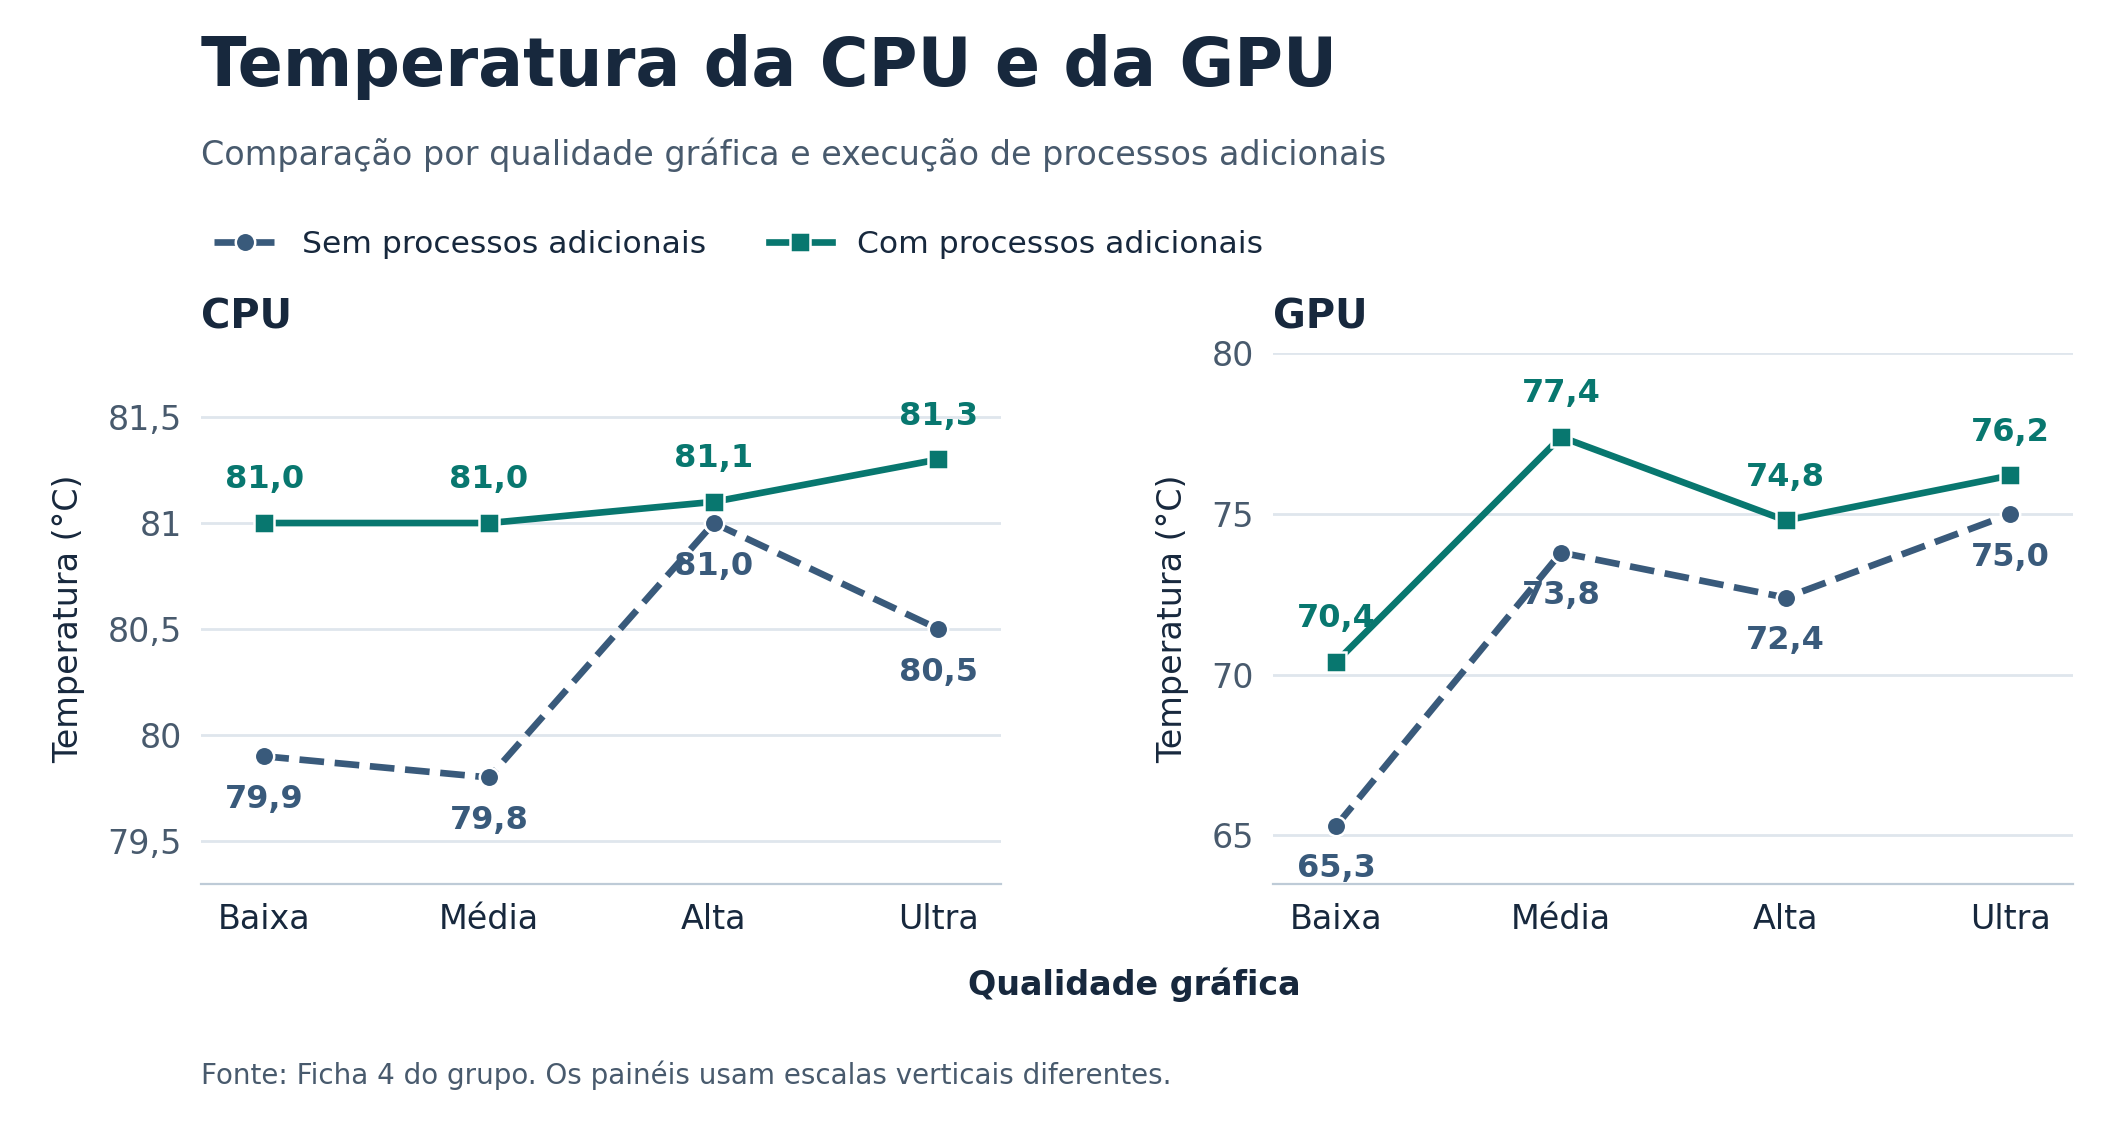 Temperatura da CPU e da GPU
Comparação por qualidade gráfica e execução de processos adicionais
Sem processos adicionais
Com processos adicionais
CPU
Temperatura (°C)
81,5
81
80,5
80
79,5
81,0
81,0
81,1
81,3
79,9
79,8
81,0
80,5
Baixa
Média
Alta
Ultra
GPU
Temperatura (°C)
80
75
70
65
70,4
77,4
74,8
76,2
65,3
73,8
72,4
75,0
Baixa
Média
Alta
Ultra
Qualidade gráfica
Fonte: Ficha 4 do grupo. Os painéis usam escalas verticais diferentes.